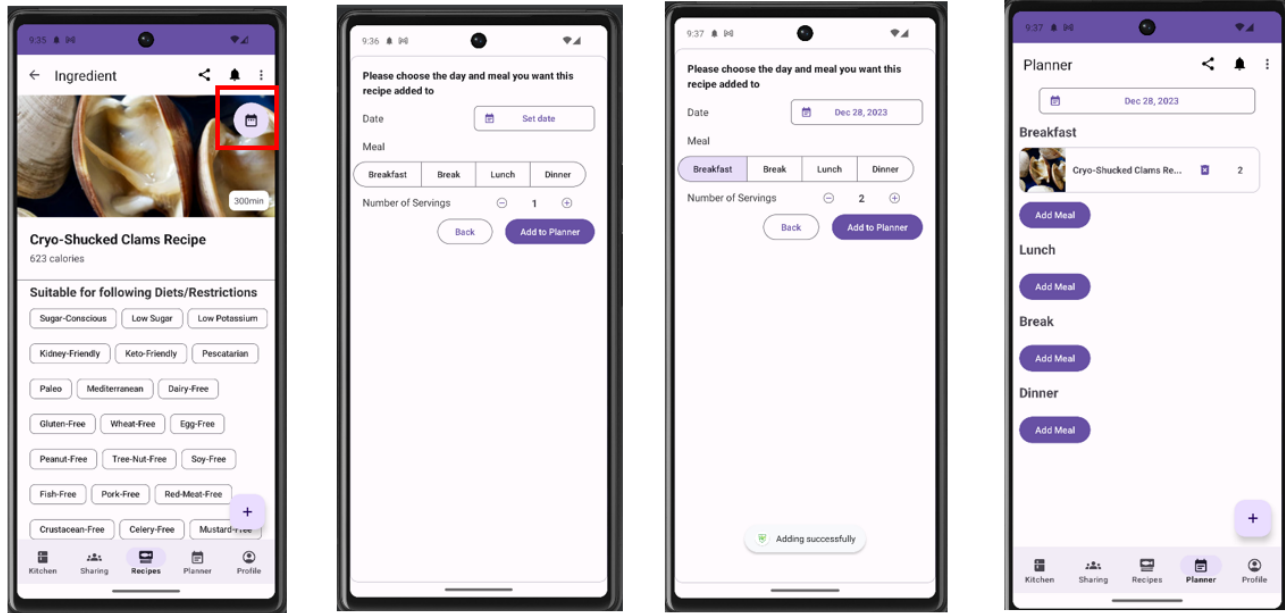 9:35
Ingredient
300min
Cryo-Shucked Clams Recipe
623 calories
Suitable for following Diets/Restrictions
Sugar-Conscious Low Sugar Low Potassium
Kidney-Friendly Keto-Friendly Pescatarian
Paleo Mediterranean Dairy-Free
Gluten-Free Wheat-Free Egg-Free
Peanut-Free Tree-Nut-Free Soy-Free
Fish-Free Pork-Free Red-Meat-Free
Crustacean-Free Celery-Free Mustard-Free
Kitchen Sharing Recipes Planner Profile
9:36
Please choose the day and meal you want this
recipe added to
Date Set date
Meal
Breakfast Break Lunch Dinner
Number of Servings 1
Back Add to Planner
9:37
Please choose the day and meal you want this
recipe added to
Date Dec 28, 2023
Meal
Breakfast Break Lunch Dinner
Number of Servings 2
Back Add to Planner
Adding successfully
9:37
Planner
Dec 28, 2023
Breakfast
Cryo-Shucked Clams Re... 2
Add Meal
Lunch
Add Meal
Break
Add Meal
Dinner
Add Meal
Kitchen Sharing Recipes Planner Profile